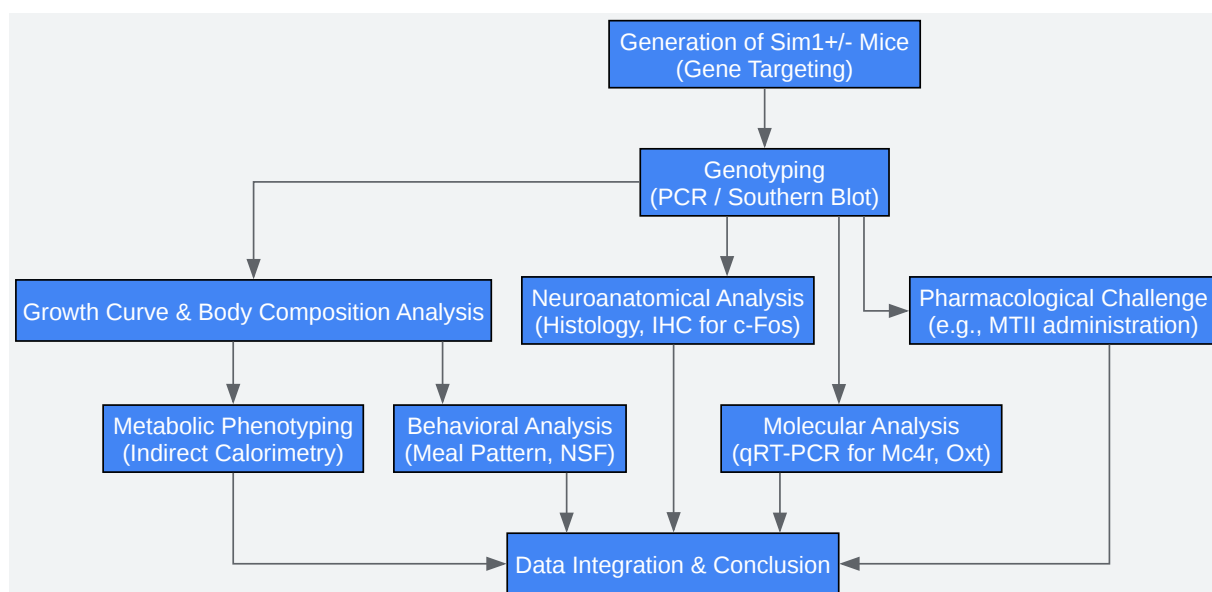 Generation of Sim1+/- Mice
(Gene Targeting)
Genotyping
(PCR / Southern Blot)
Growth Curve & Body Composition Analysis
Neuroanatomical Analysis
(Histology, IHC for c-Fos)
Pharmacological Challenge
(e.g., MTII administration)
Metabolic Phenotyping
(Indirect Calorimetry)
Behavioral Analysis
(Meal Pattern, NSF)
Molecular Analysis
(qRT-PCR for Mc4r, Oxt)
Data Integration & Conclusion